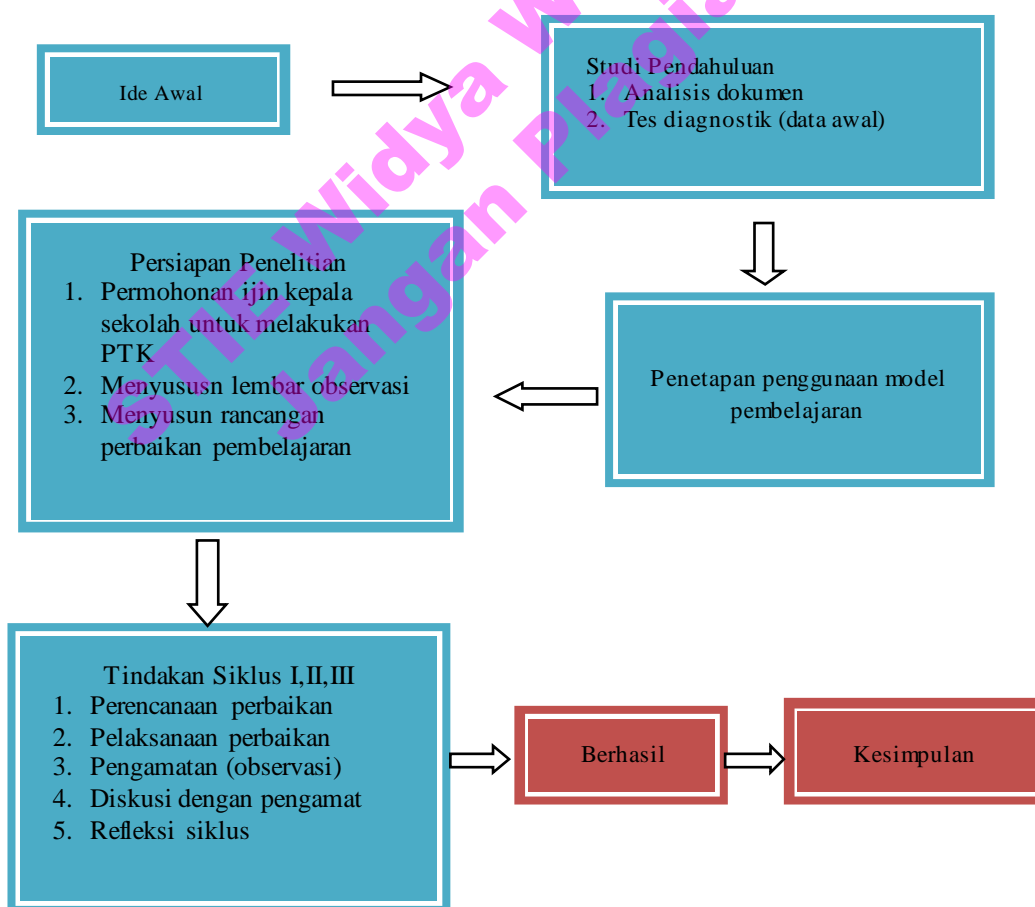 Ide Awal
Studi Pendahuluan
1. Analisis dokumen
2. Tes diagnostik (data awal)
Persiapan Penelitian
1. Permohonan ijin kepala
sekolah untuk melakukan
PTK
2. Menyususn lembar observasi
3. Menyusun rancangan
perbaikan pembelajaran
Penetapan penggunaan model
pembelajaran
Tindakan Siklus I,II,III
1. Perencanaan perbaikan
2. Pelaksanaan perbaikan
3. Pengamatan (observasi)
4. Diskusi dengan pengamat
5. Refleksi siklus
Berhasil
Kesimpulan
STIE Widya
Jangan